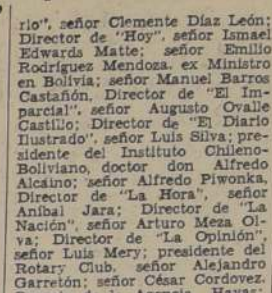 rio", señor Clemente Díaz León;
Director de "Hoy", señor Ismael
Edwards Matte; señor Emilio
Rodríguez Mendoza, ex Ministro
en Bolivia; señor Manuel Barros
Castañón, Director de "El Im-
parcial", señor Augusto Ovalle
Castillo; Director de "El Diario
Ilustrado", señor Luis Silva; pre-
sidente del Instituto Chileno-
Boliviano, doctor don Alfredo
Alcaíno; señor Alfredo Piwonka,
Director de "La Hora", señor
Aníbal Jara; Director de "La
Nación", señor Arturo Meza Ol-
va; Director de "La Opinión",
señor Luis Mery; presidente del
Rotary Club, señor Alejandro
Garretón; señor César Cordovez,